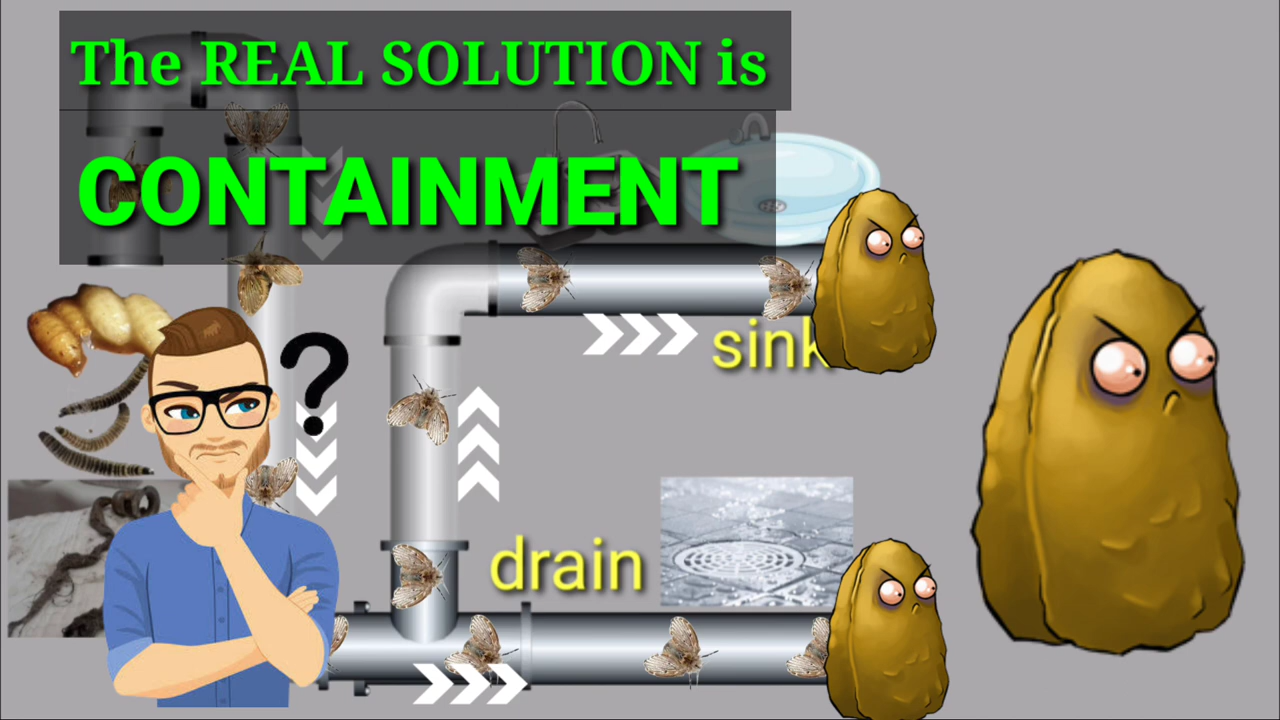 The REAL SOLUTION is
CONTAINMENT
?
sink
drain